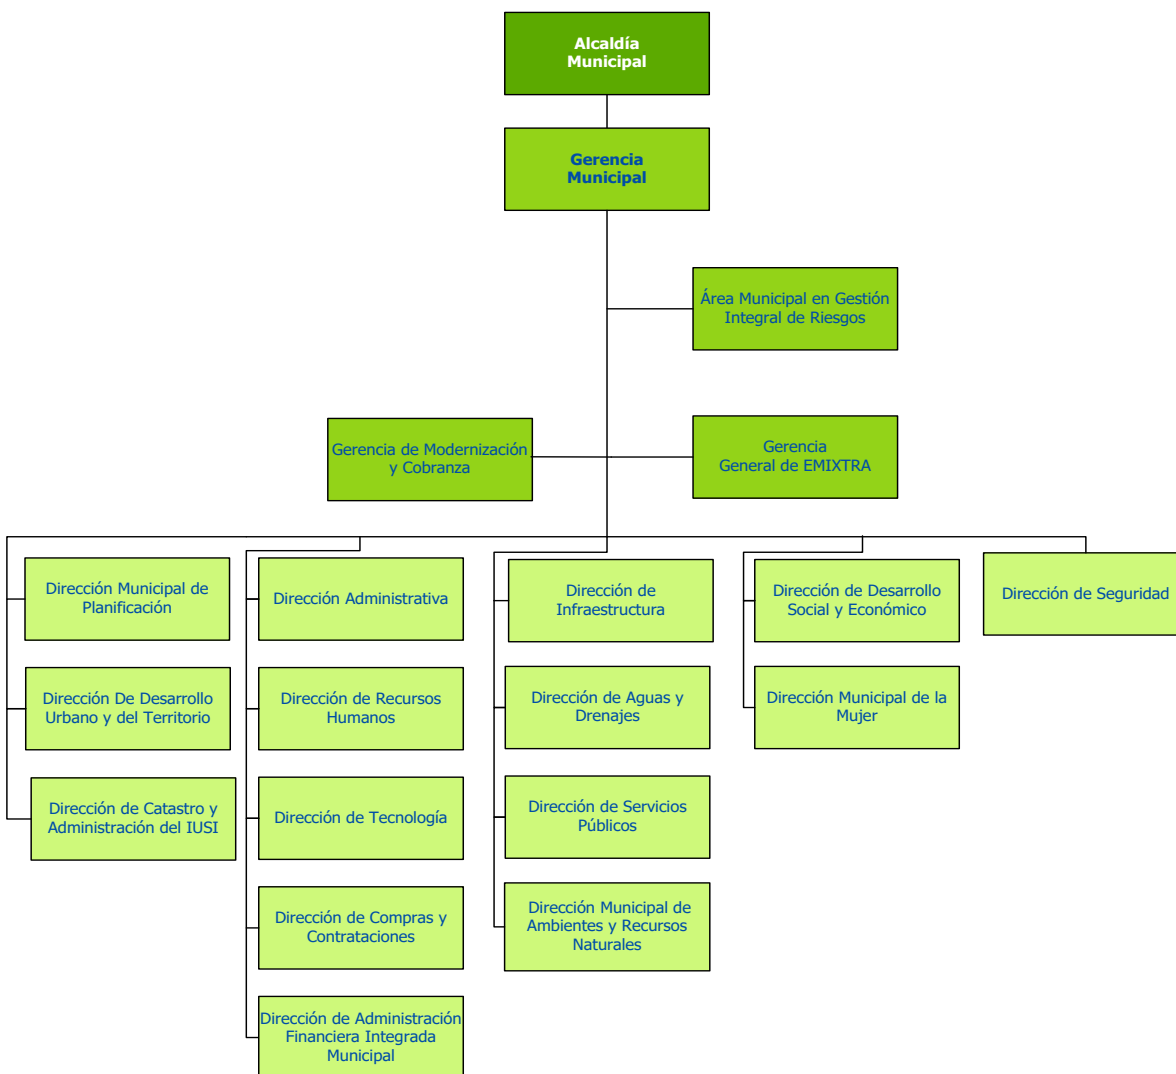 Alcaldía
Municipal
Gerencia
Municipal
Área Municipal en Gestión
Integral de Riesgos
Gerencia de Modernización
y Cobranza
Gerencia
General de EMIXTRA
Dirección Municipal de
Planificación
Dirección De Desarrollo
Urbano y del Territorio
Dirección de Catastro y
Administración del IUSI
Dirección Administrativa
Dirección de Recursos
Humanos
Dirección de Tecnología
Dirección de Compras y
Contrataciones
Dirección de Administración
Financiera Integrada
Municipal
Dirección de
Infraestructura
Dirección de Aguas y
Drenajes
Dirección de Servicios
Públicos
Dirección Municipal de
Ambientes y Recursos
Naturales
Dirección de Desarrollo
Social y Económico
Dirección Municipal de la
Mujer
Dirección de Seguridad